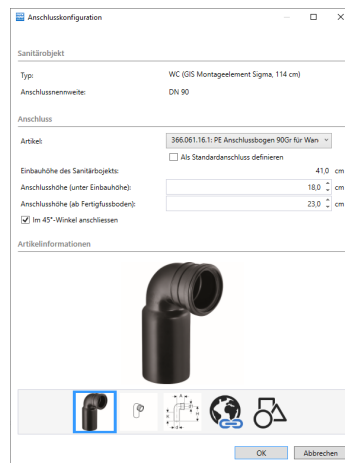 Anschlusskonfiguration
Sanitärobjekt
Typ: WC (GIS Montageelement Sigma, 114 cm)
Anschlussnennweite: DN 90
Anschluss
Artikel: 366.061.16.1: PE Anschlussbogen 90Gr für Wan
Als Standardanschluss definieren
Einbauhöhe des Sanitärbojekts: 41,0 cm
Anschlusshöhe (unter Einbauhöhe): 18,0 cm
Anschlusshöhe (ab Fertigfussboden): 23,0 cm
Im 45°-Winkel anschliessen
Artikelinformationen
OK Abbrechen